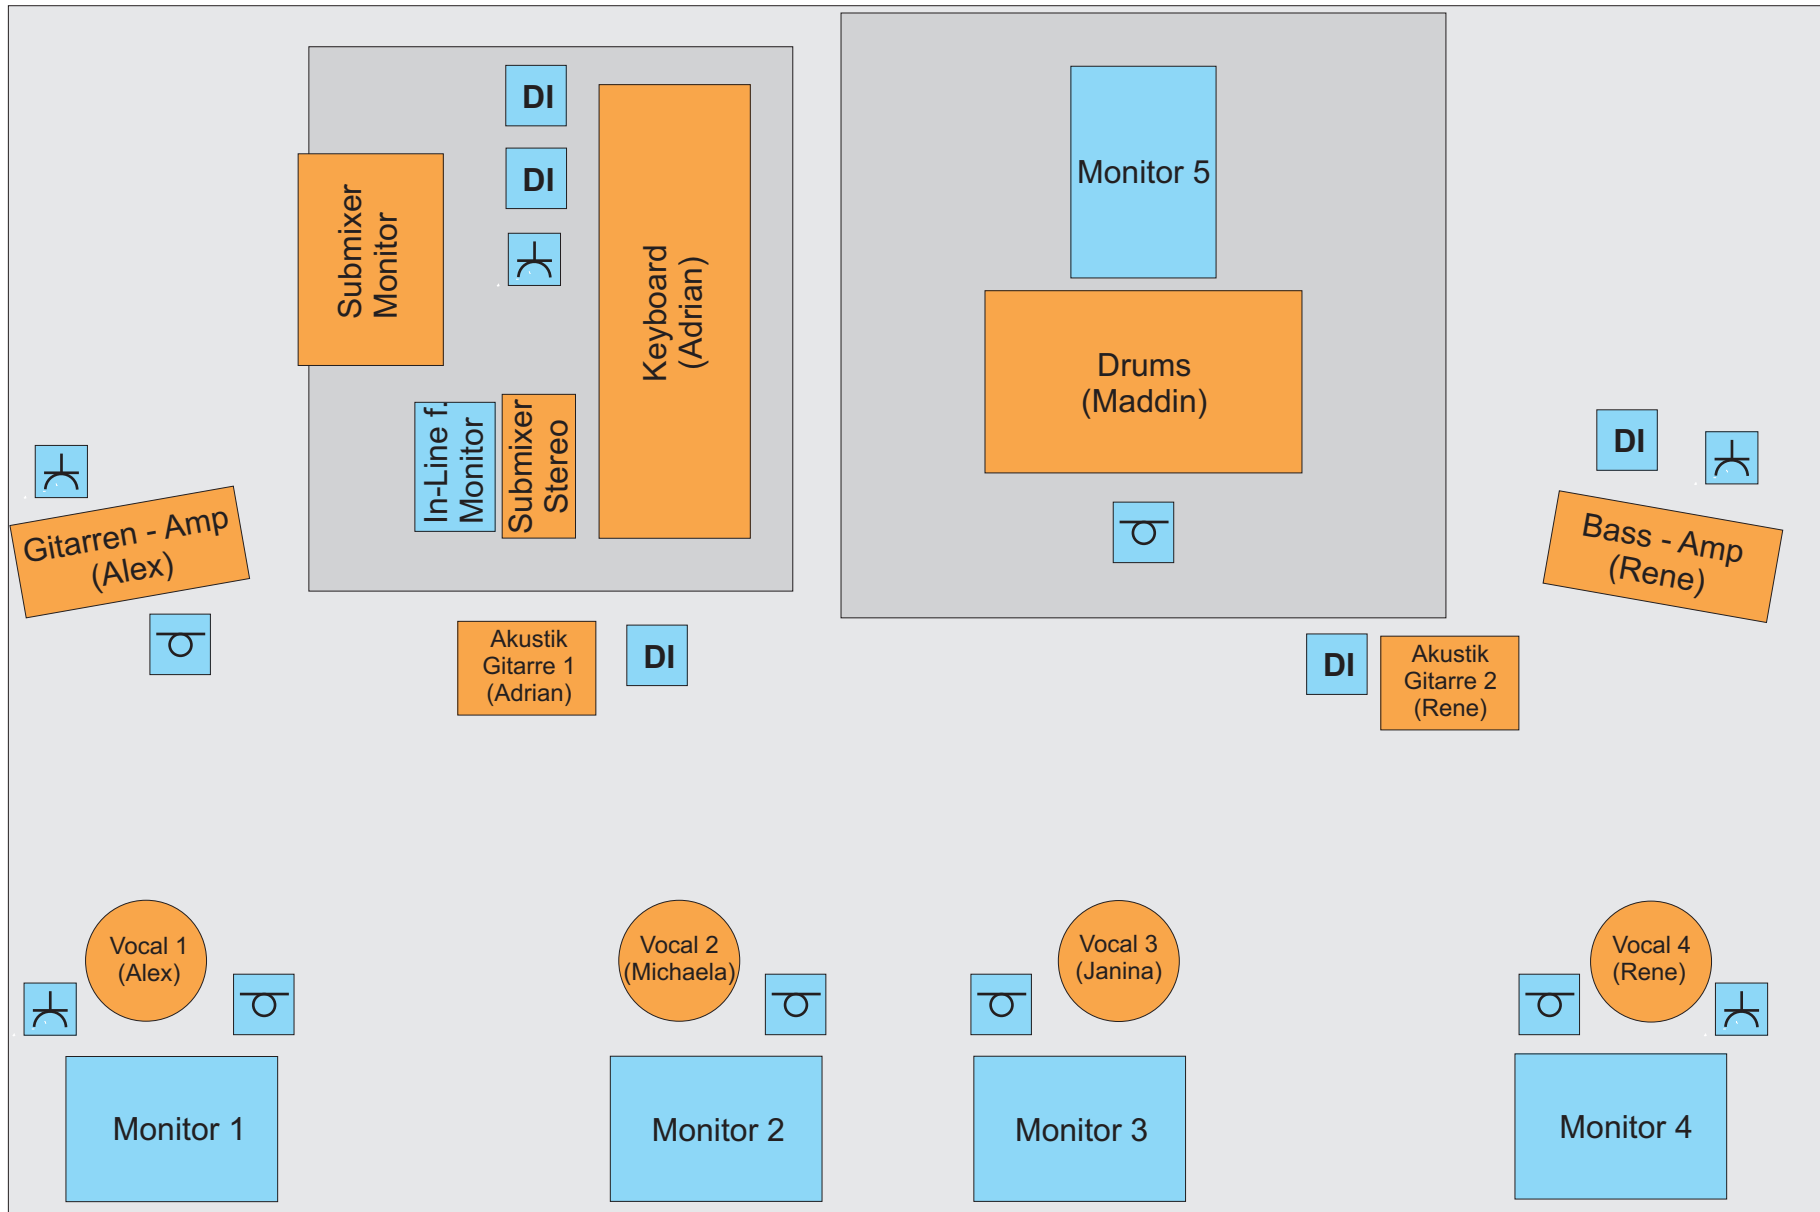 DI
DI
Submixer
Monitor
Keyboard
(Adrian)
In-Line f.
Monitor
Submixer
Stereo
Monitor 5
Drums
(Maddin)
Gitarren - Amp
(Alex)
DI
Bass - Amp
(Rene)
Akustik
Gitarre 1
(Adrian)
DI
DI
Akustik
Gitarre 2
(Rene)
Vocal 1
(Alex)
Vocal 2
(Michaela)
Vocal 3
(Janina)
Vocal 4
(Rene)
Monitor 1
Monitor 2
Monitor 3
Monitor 4